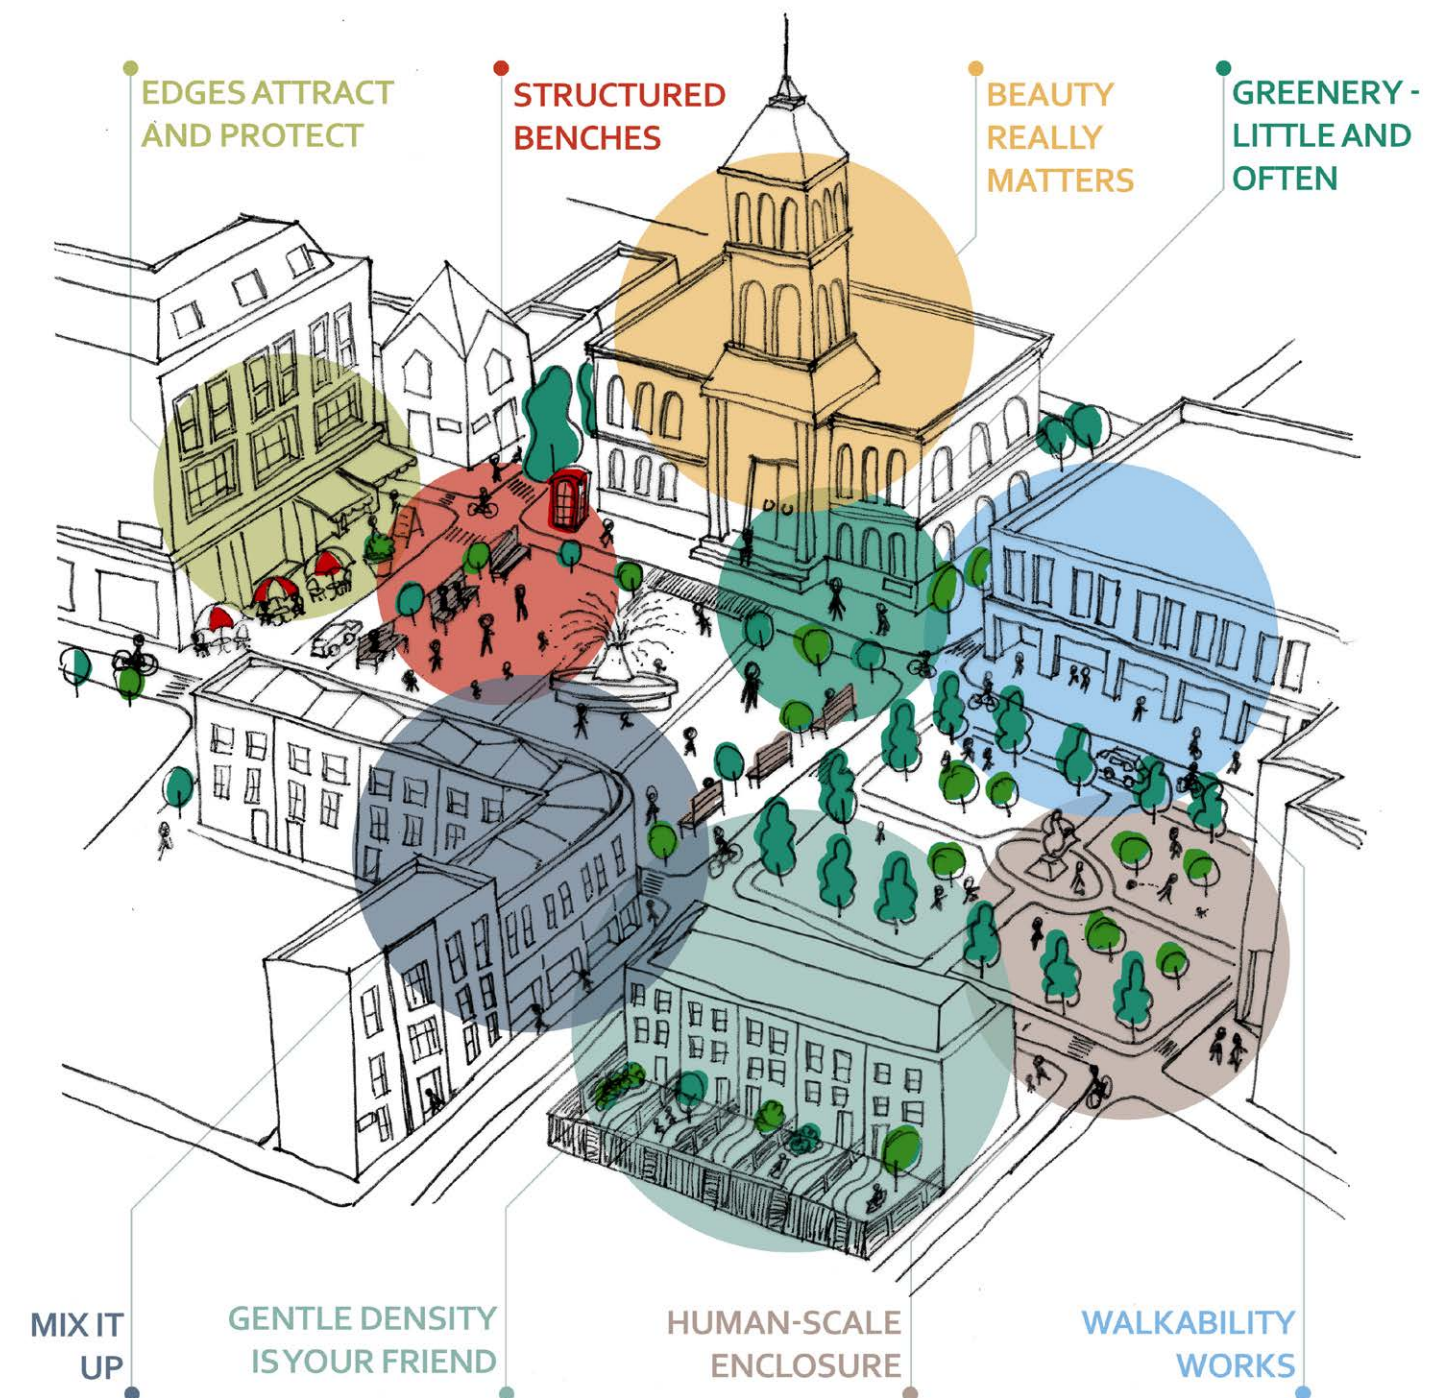 EDGES ATTRACT
AND PROTECT
STRUCTURED
BENCHES
BEAUTY
REALLY
MATTERS
GREENERY -
LITTLE AND
OFTEN
MIX IT
UP
GENTLE DENSITY
IS YOUR FRIEND
HUMAN-SCALE
ENCLOSURE
WALKABILITY
WORKS